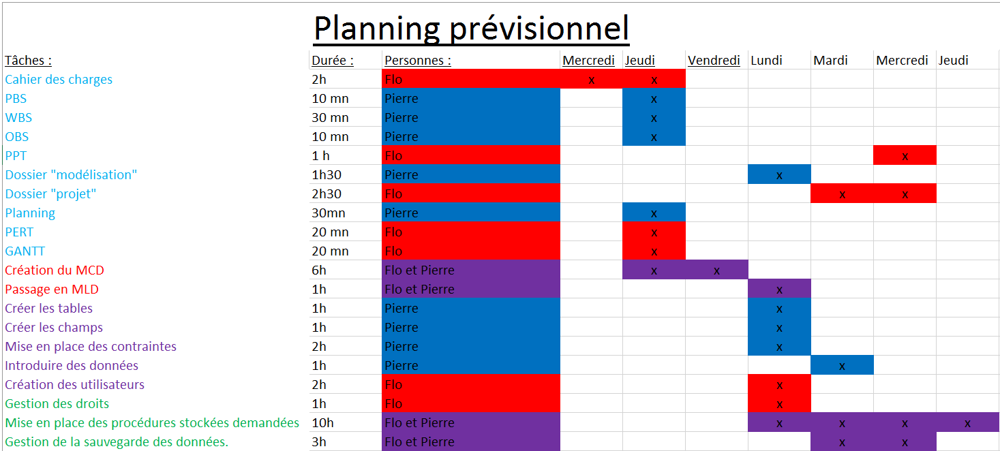 Planning prévisionnel
Tâches : Durée : Personnes : Mercredi Jeudi Vendredi Lundi Mardi Mercredi Jeudi
Cahier des charges 2h Flo x x
PBS 10 mn Pierre x
WBS 30 mn Pierre x
OBS 10 mn Pierre x
PPT 1 h Flo x
Dossier "modélisation" 1h30 Pierre x
Dossier "projet" 2h30 Flo x x
Planning 30mn Pierre x
PERT 20 mn Flo x
GANTT 20 mn Flo x
Création du MCD 6h Flo et Pierre x x
Passage en MLD 1h Flo et Pierre x
Créer les tables 1h Pierre x
Créer les champs 1h Pierre x
Mise en place des contraintes 2h Pierre x
Introduire des données 1h Pierre x
Création des utilisateurs 2h Flo x
Gestion des droits 1h Flo x
Mise en place des procédures stockées demandées 10h Flo et Pierre x x x x
Gestion de la sauvegarde des données. 3h Flo et Pierre x x